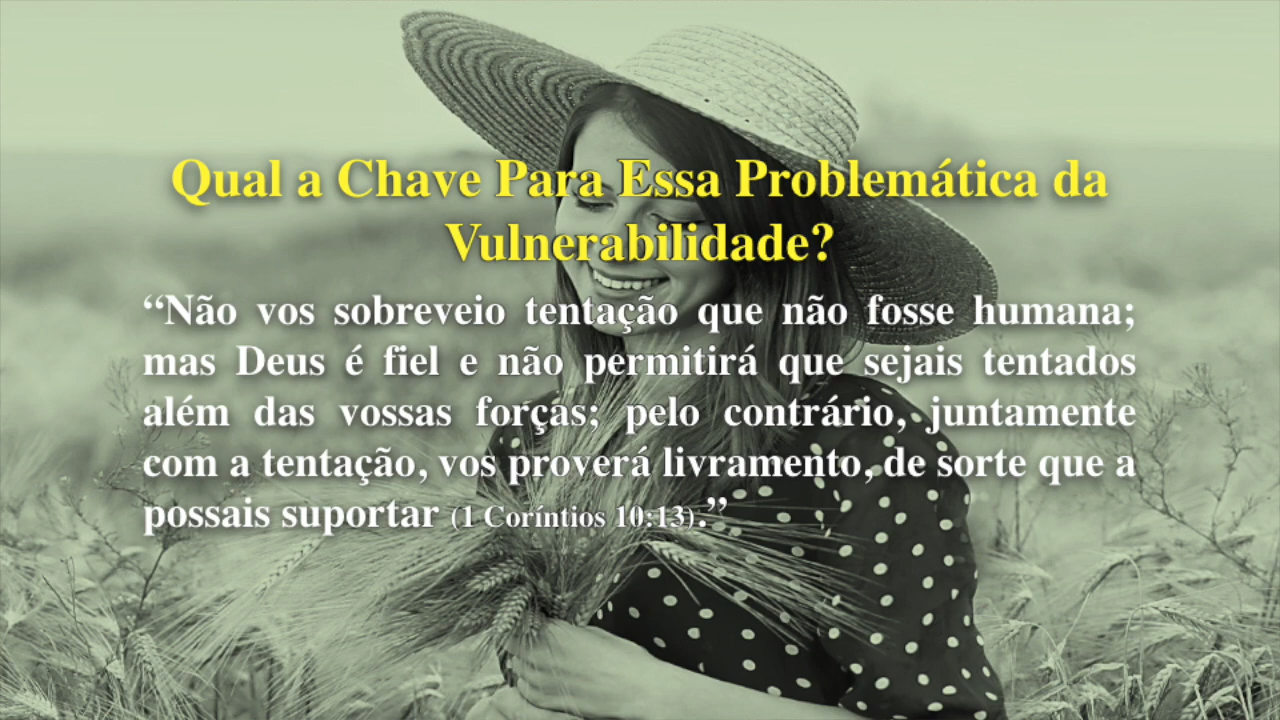 Qual a Chave Para Essa Problemática da
Vulnerabilidade?
“Não vos sobreveio tentação que não fosse humana;
mas Deus é fiel e não permitirá que sejais tentados
além das vossas forças; pelo contrário, juntamente
com a tentação, vos proverá livramento, de sorte que a
possais suportar (1 Coríntios 10:13).”